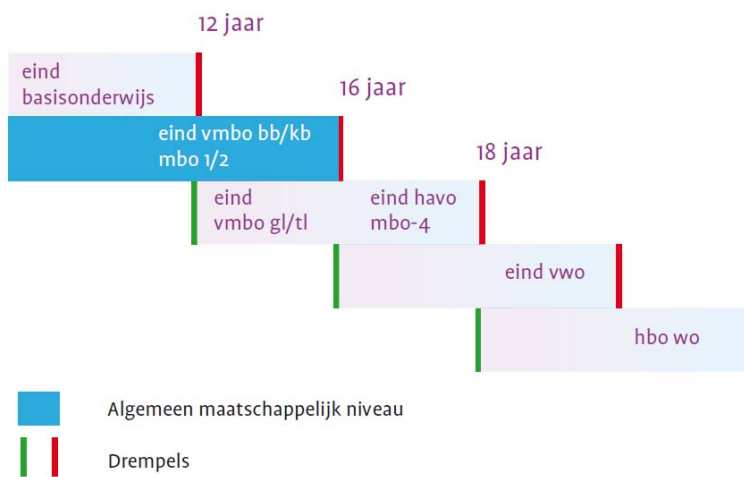 12 jaar
eind
basisonderwijs
16 jaar
eind vmbo bb/kb
mbo 1/2
18 jaar
eind
vmbo gl/tl
eind havo
mbo-4
eind vwo
hbo wo
Algemeen maatschappelijk niveau
Drempels